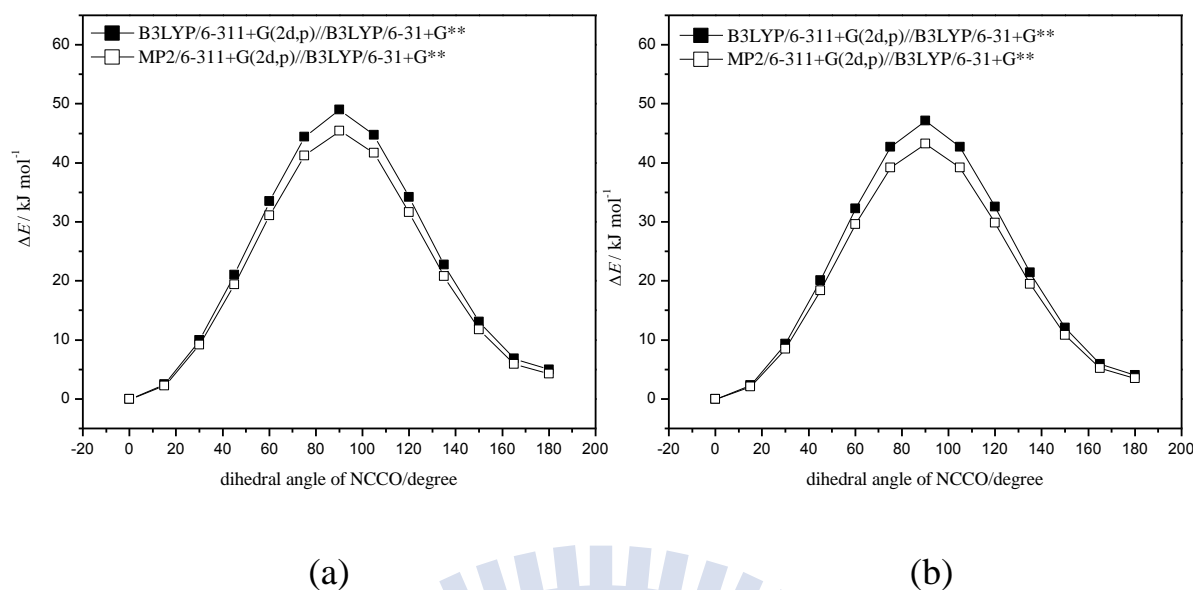 B3LYP/6-311+G(2d,p)//B3LYP/6-31+G**
MP2/6-311+G(2d,p)//B3LYP/6-31+G**
60
50
40
30
20
10
0
ΔE / kJ mol⁻¹
-20 0 20 40 60 80 100 120 140 160 180 200
dihedral angle of NCCO/degree
(a)
B3LYP/6-311+G(2d,p)//B3LYP/6-31+G**
MP2/6-311+G(2d,p)//B3LYP/6-31+G**
60
50
40
30
20
10
0
ΔE / kJ mol⁻¹
-20 0 20 40 60 80 100 120 140 160 180 200
dihedral angle of NCCO/degree
(b)